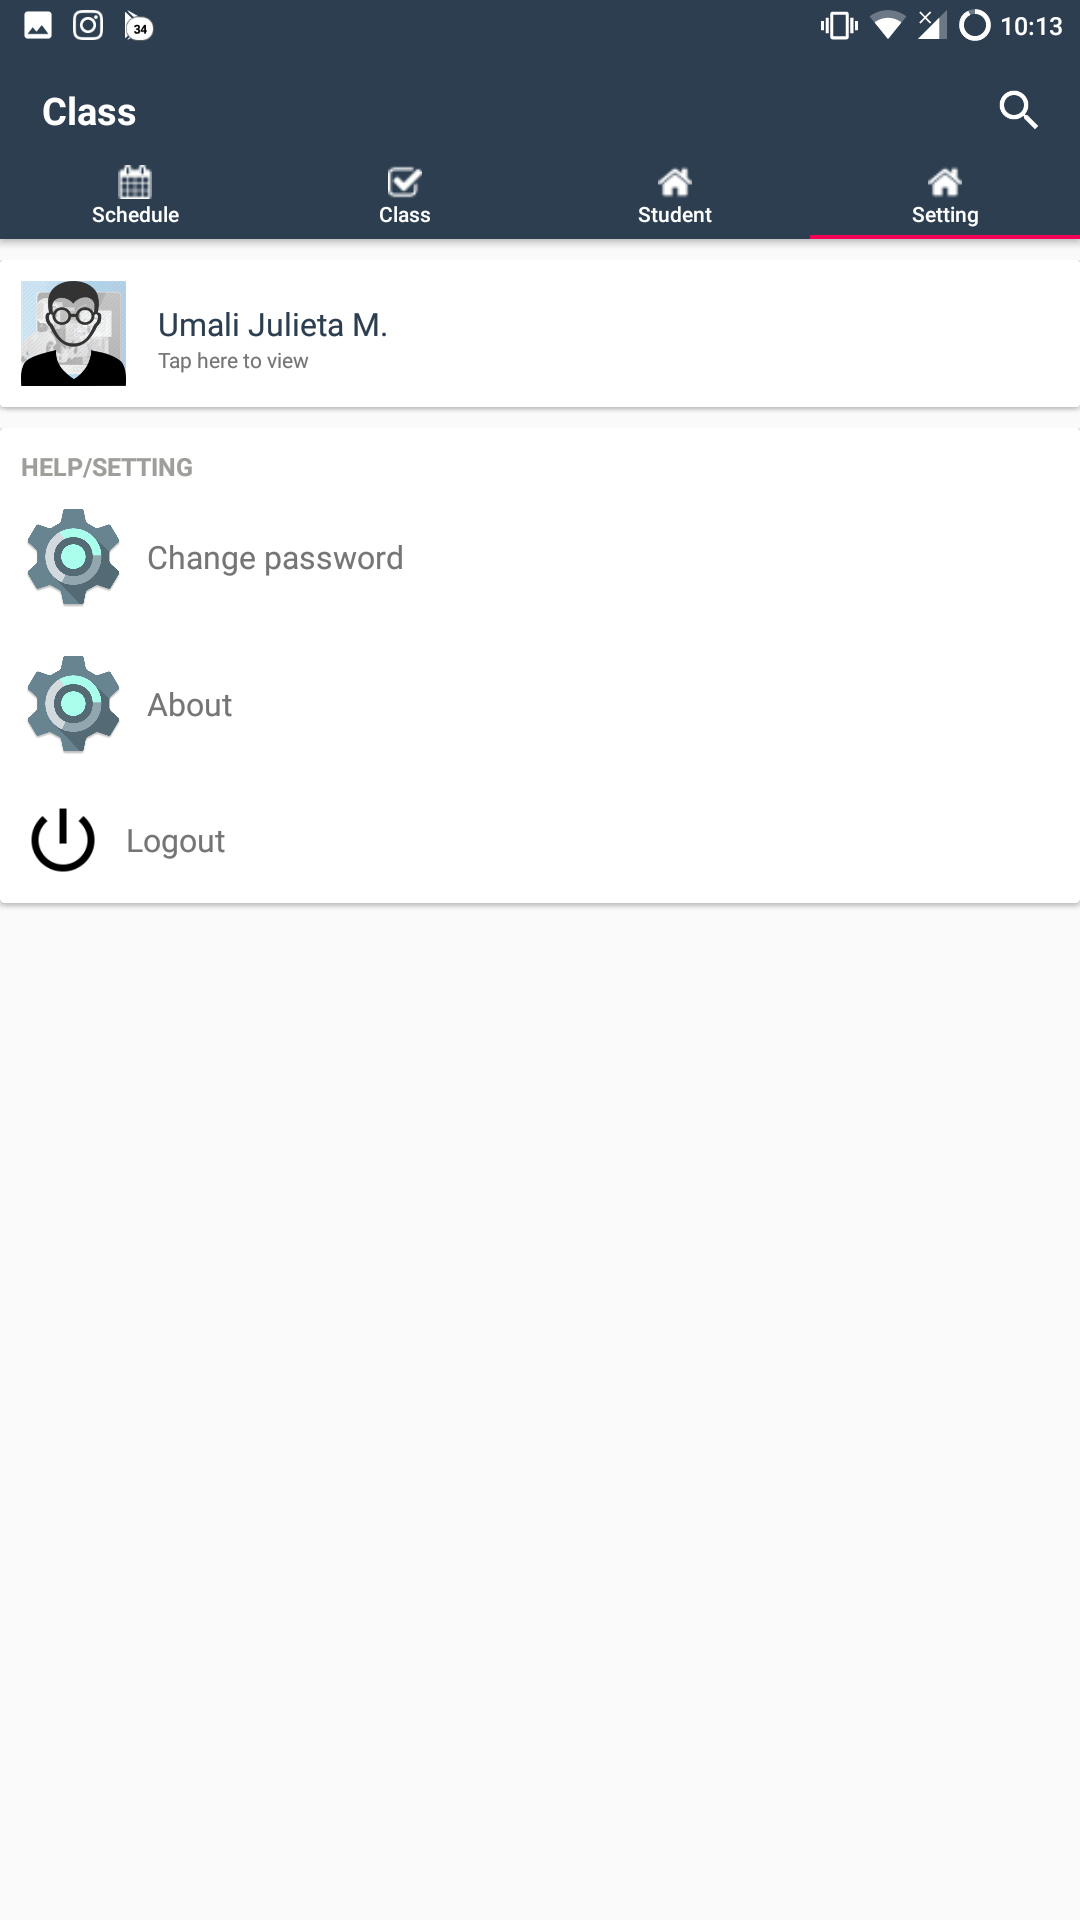 34
10:13
Class
Schedule
Class
Student
Setting
Umali Julieta M.
Tap here to view
HELP/SETTING
Change password
About
Logout